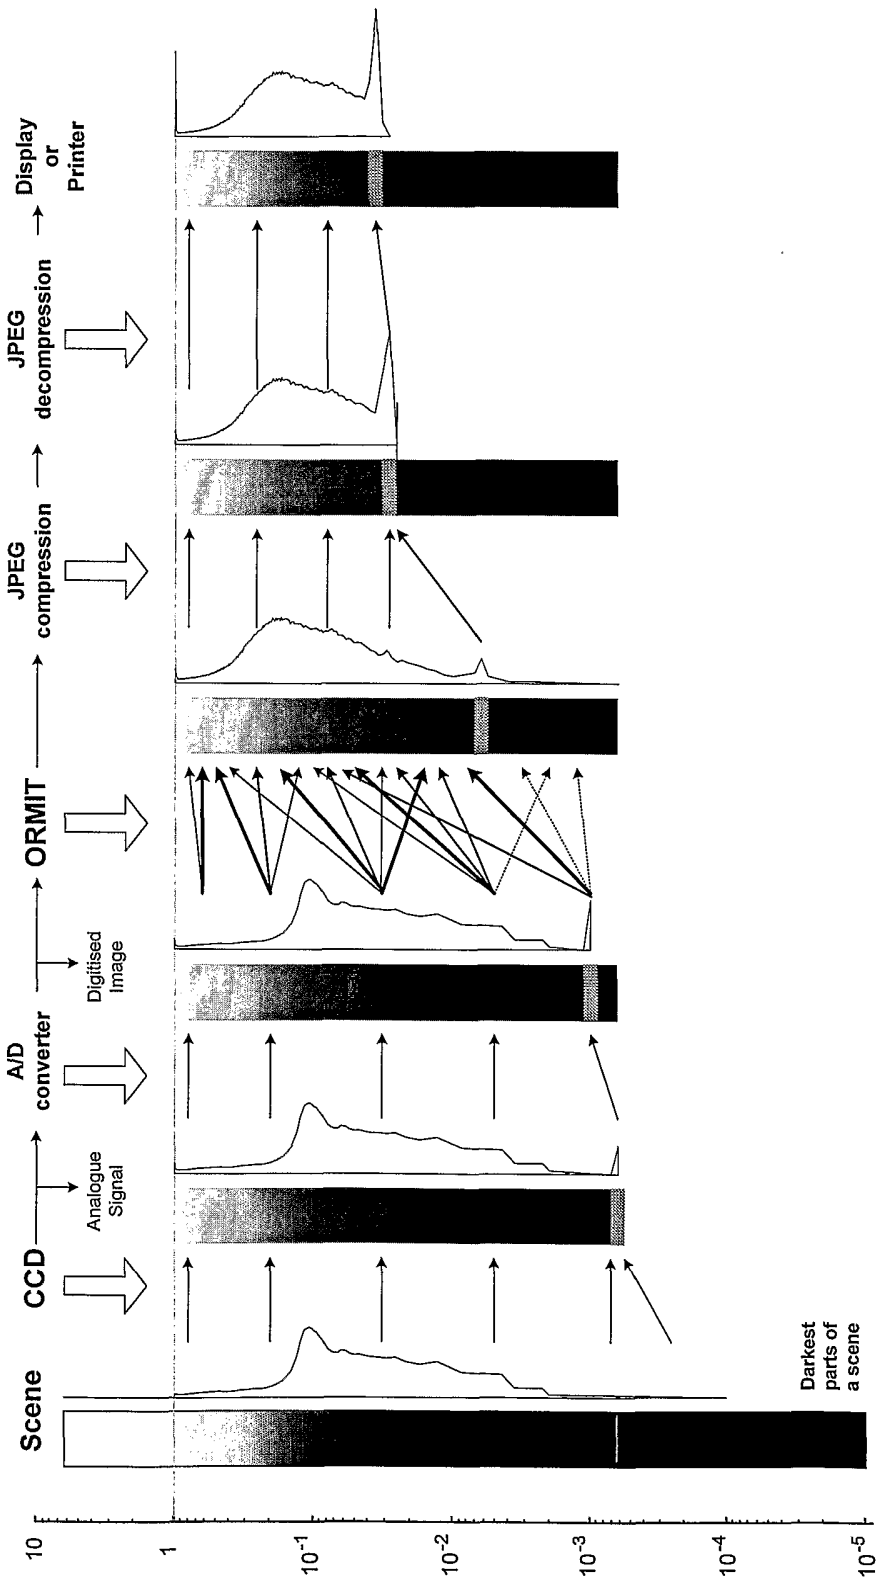 Scene
CCD
A/D
converter
ORMIT
JPEG
compression
JPEG
decompression
Display
or
Printer
Analogue
Signal
Digitised
Image
10
1
10-1
10-2
10-3
10-4
10-5
Darkest
parts of
a scene